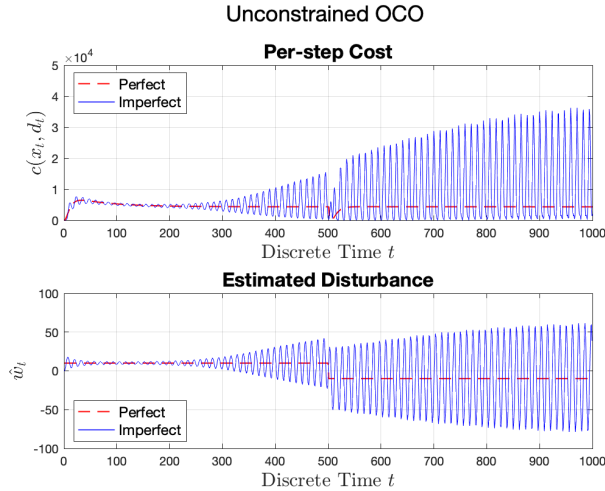 Unconstrained OCO
Per-step Cost
×10⁴
5
4
3
2
1
0
c(x_t, d_t)
Perfect
Imperfect
0 100 200 300 400 500 600 700 800 900 1000
Discrete Time t
Estimated Disturbance
100
50
0
-50
-100
ŵ_t
Perfect
Imperfect
0 100 200 300 400 500 600 700 800 900 1000
Discrete Time t